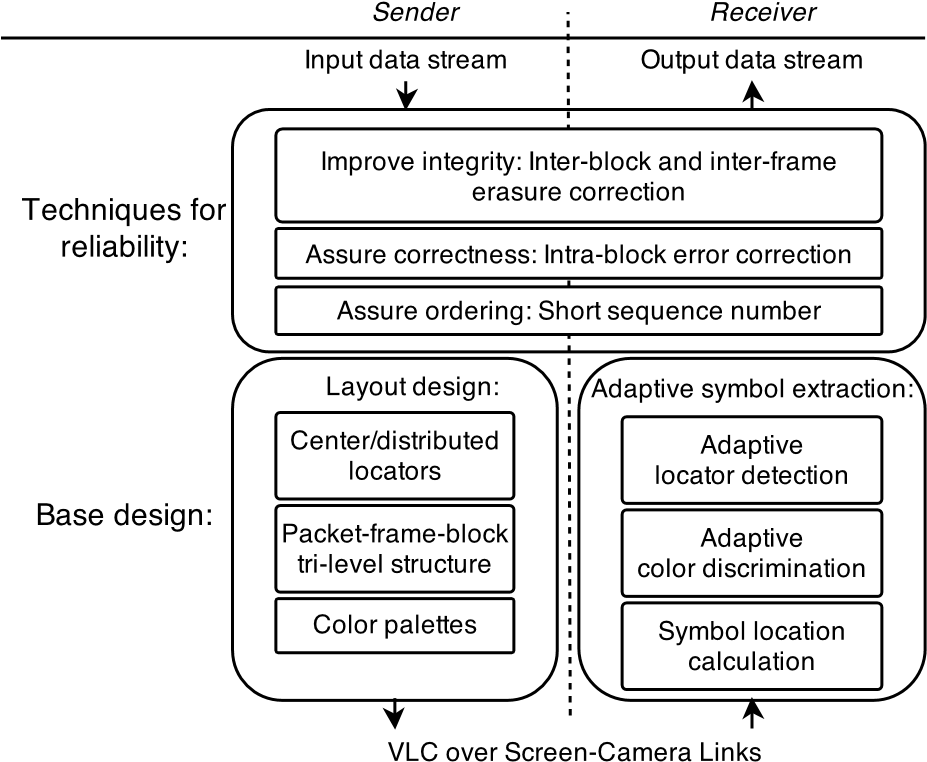 Sender
Receiver
Input data stream
Output data stream
Techniques for
reliability:
Improve integrity: Inter-block and inter-frame
erasure correction
Assure correctness: Intra-block error correction
Assure ordering: Short sequence number
Base design:
Layout design:
Center/distributed
locators
Packet-frame-block
tri-level structure
Color palettes
Adaptive symbol extraction:
Adaptive
locator detection
Adaptive
color discrimination
Symbol location
calculation
VLC over Screen-Camera Links